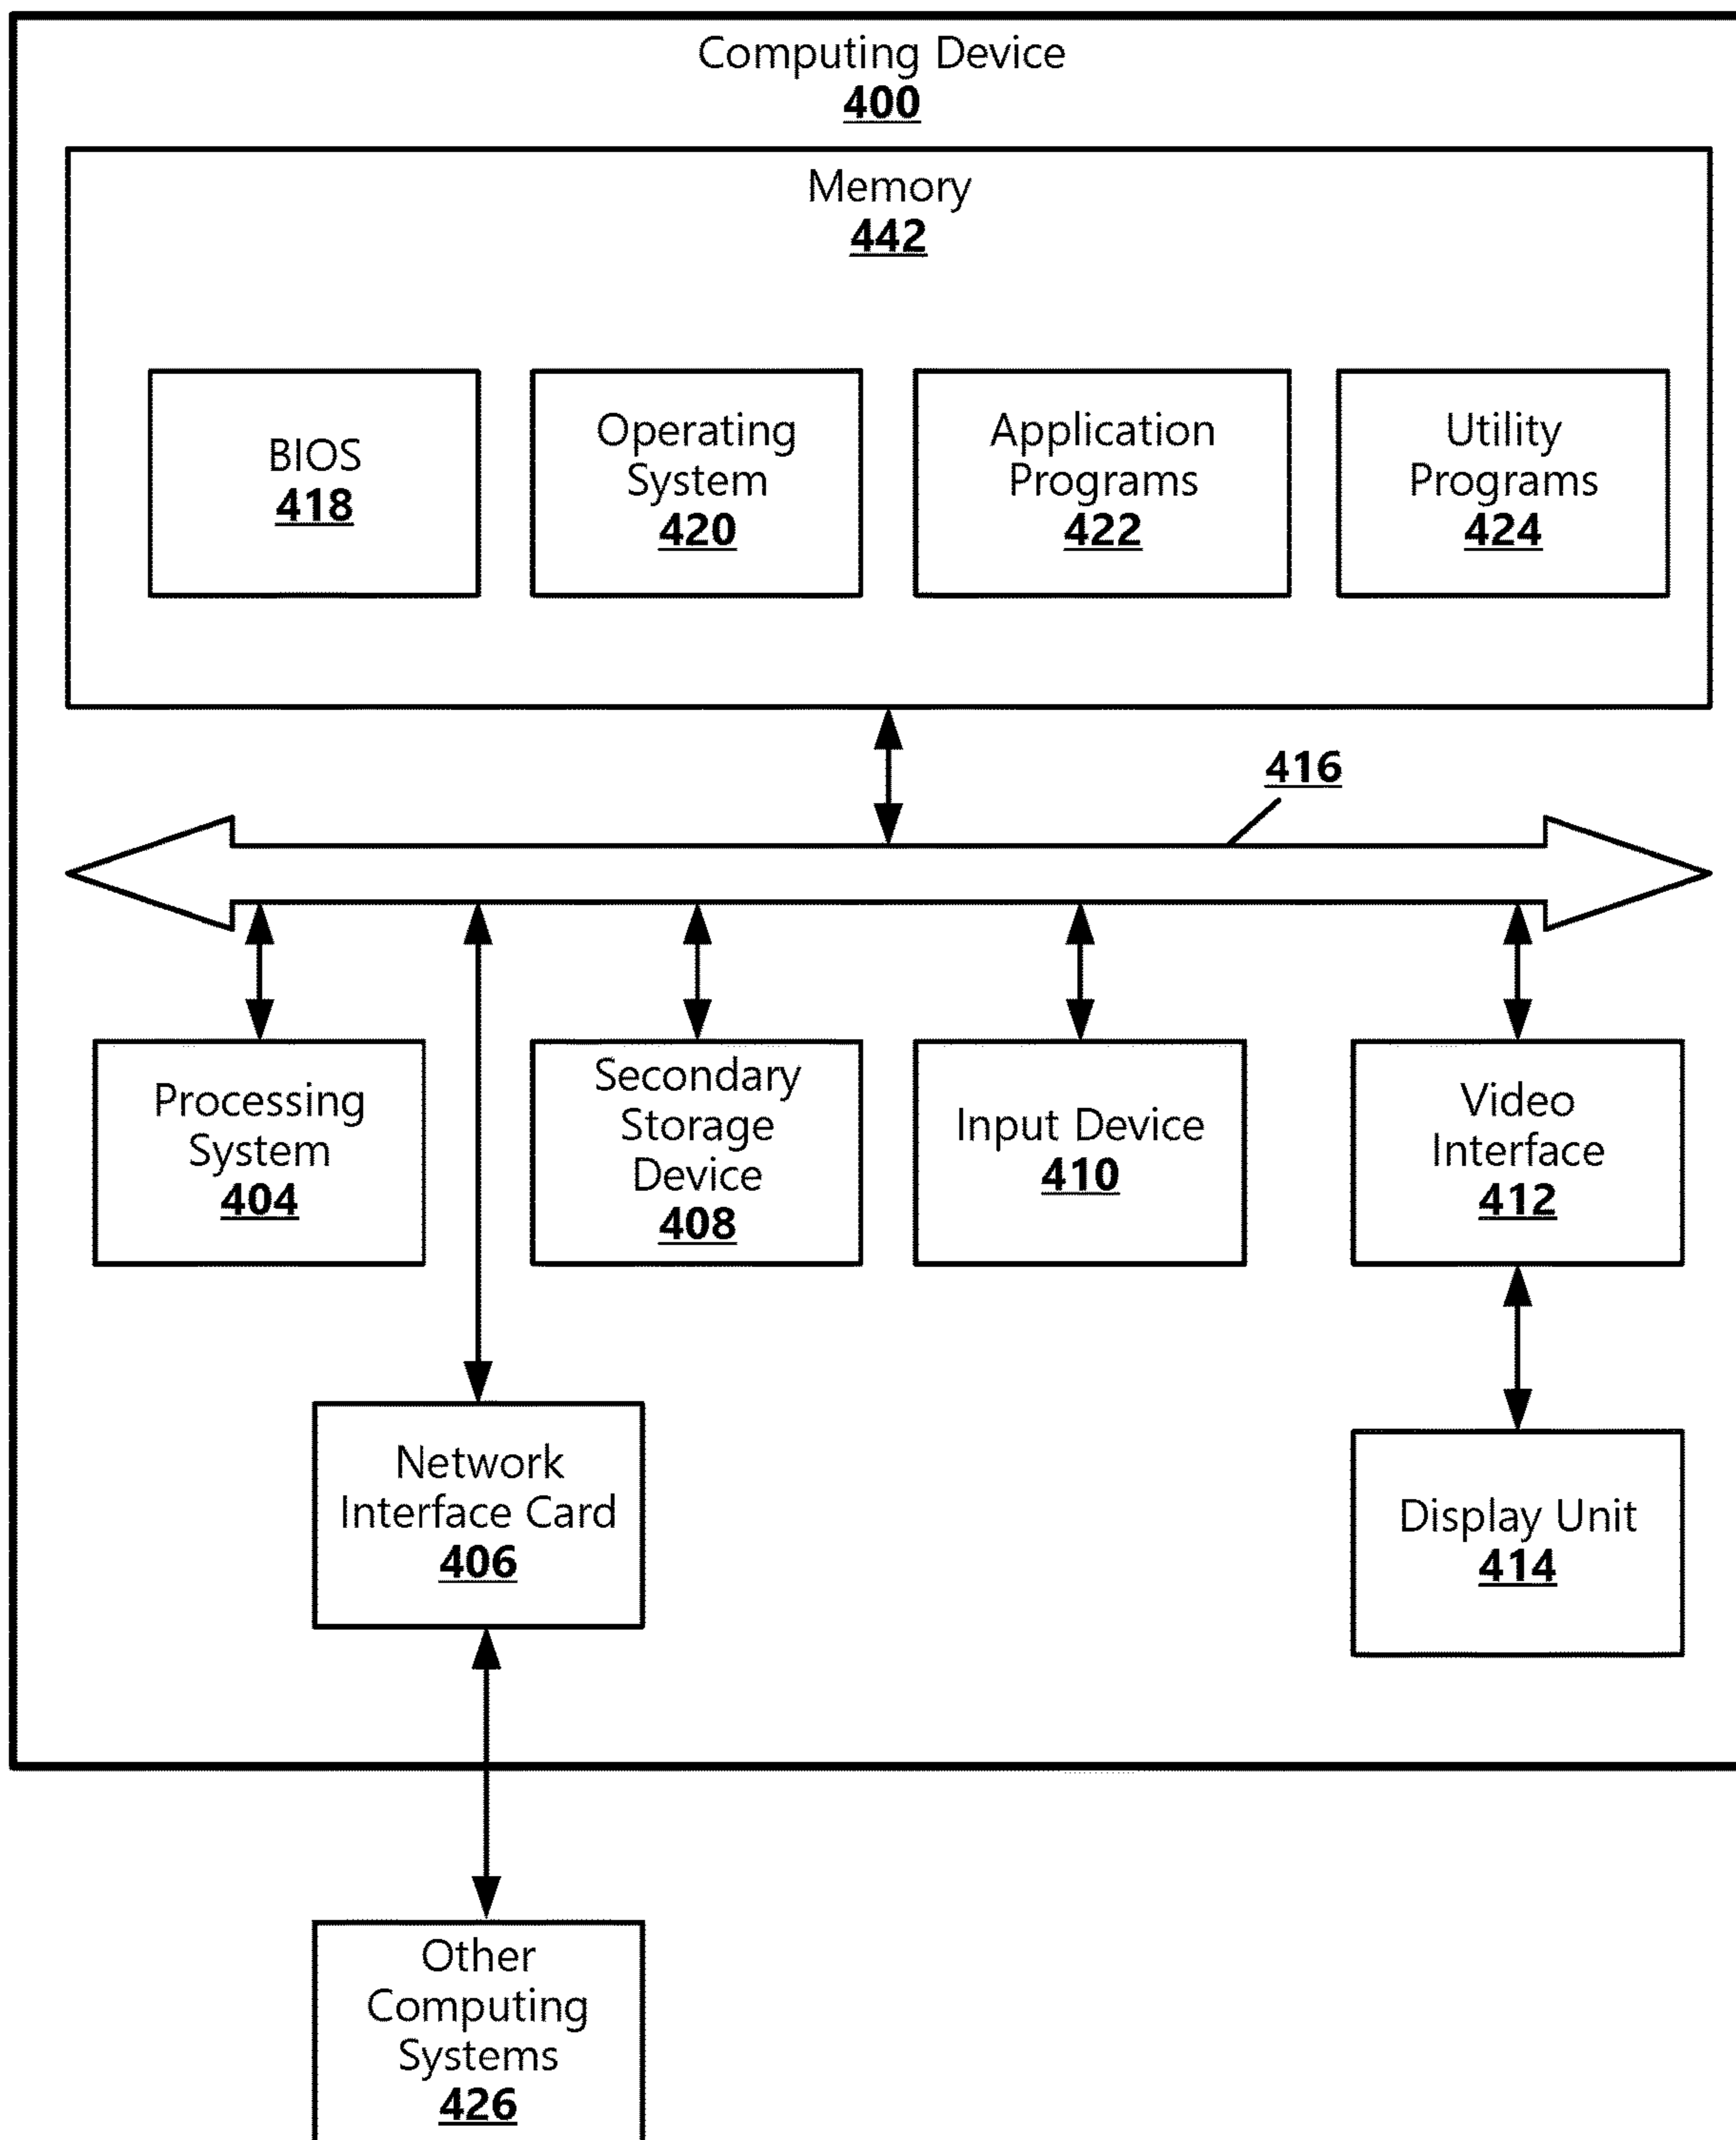 Computing Device
400
Memory
442
BIOS
418
Operating
System
420
Application
Programs
422
Utility
Programs
424
416
Processing
System
404
Secondary
Storage
Device
408
Input Device
410
Video
Interface
412
Network
Interface Card
406
Display Unit
414
Other
Computing
Systems
426